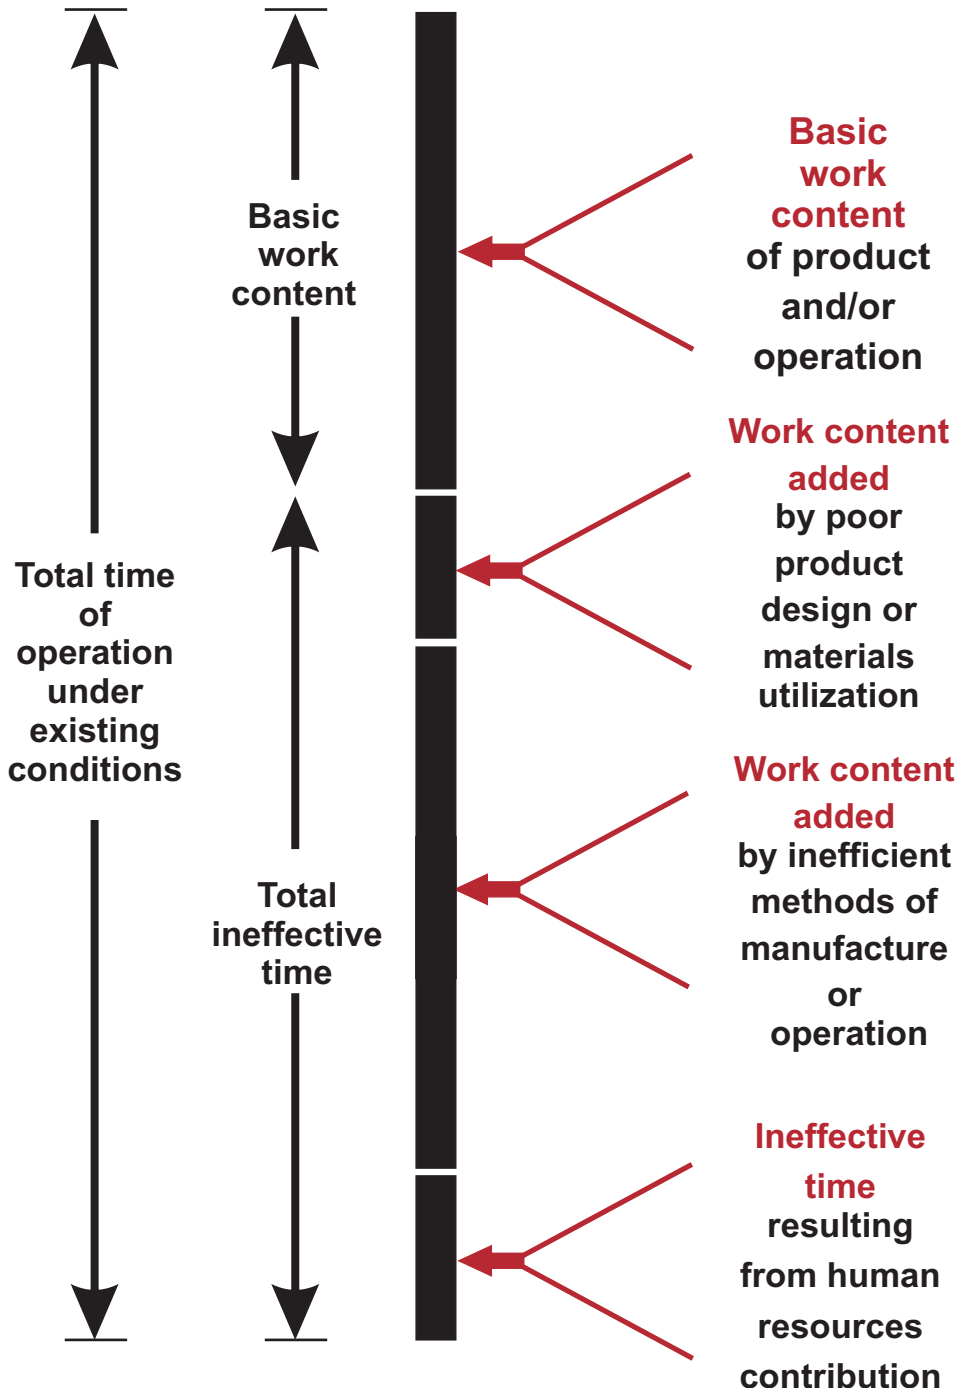 Total time
of
operation
under
existing
conditions
Basic
work
content
Total
ineffective
time
Basic
work
content
of product
and/or
operation
Work content
added
by poor
product
design or
materials
utilization
Work content
added
by inefficient
methods of
manufacture
or
operation
Ineffective
time
resulting
from human
resources
contribution